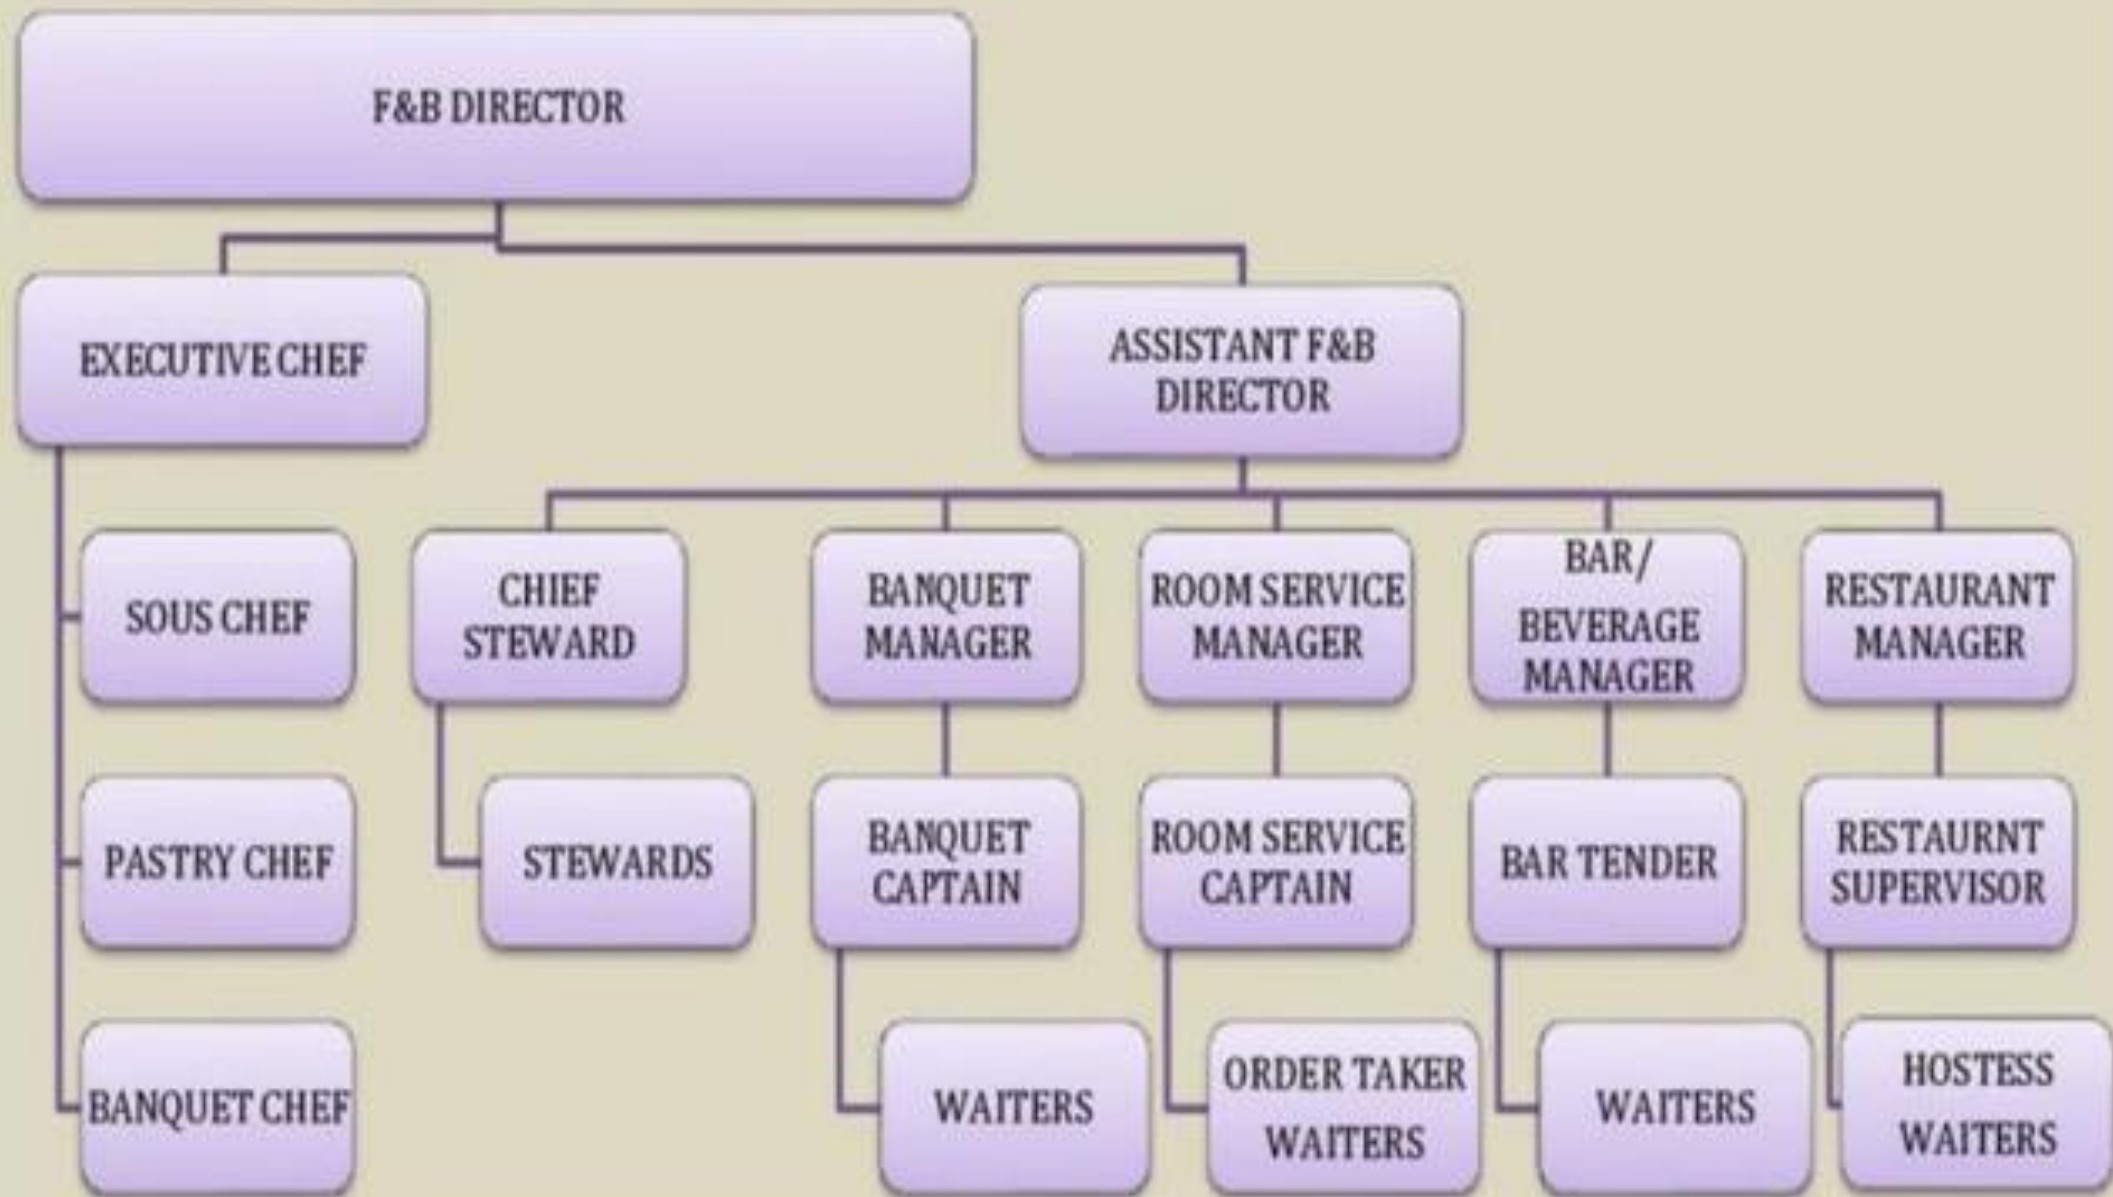 F&B DIRECTOR
EXECUTIVE CHEF
ASSISTANT F&B
DIRECTOR
SOUS CHEF
CHIEF
STEWARD
BANQUET
MANAGER
ROOM SERVICE
MANAGER
BAR/
BEVERAGE
MANAGER
RESTAURANT
MANAGER
PASTRY CHEF
STEWARDS
BANQUET
CAPTAIN
ROOM SERVICE
CAPTAIN
BAR TENDER
RESTAURNT
SUPERVISOR
BANQUET CHEF
WAITERS
ORDER TAKER
WAITERS
WAITERS
HOSTESS
WAITERS